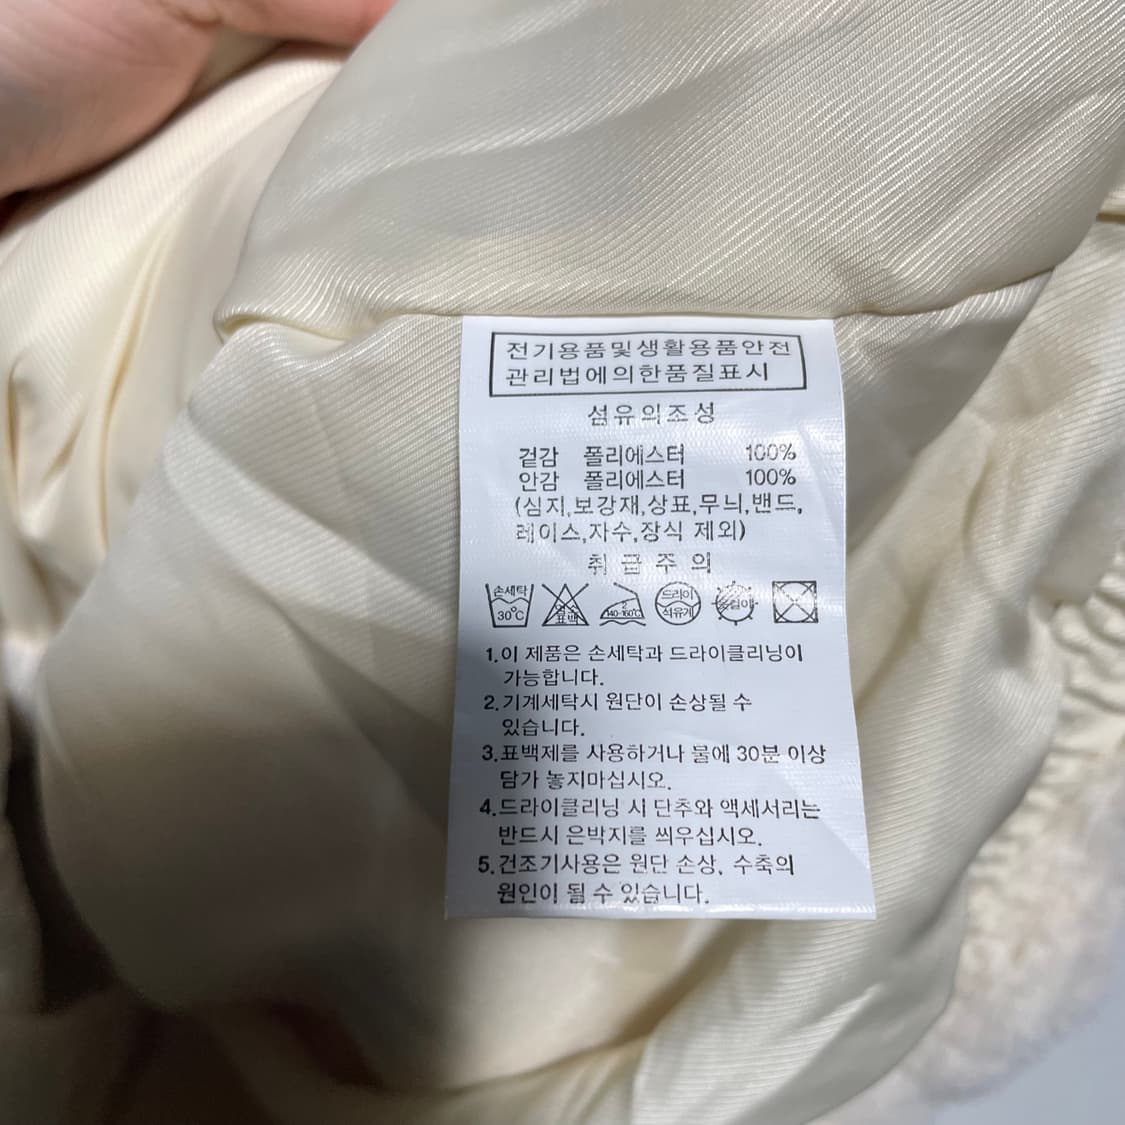 전기용품및생활용품안전
관리법에의한품질표시
섬유의조성
겉감 폴리에스터 100%
안감 폴리에스터 100%
(심지,보강재,상표,무늬,밴드,
레이스,자수,장식 제외)
취급주의
손세탁 30℃ 염소표백 2 140-160℃ 드라이 석유계 옷걸이
1.이 제품은 손세탁과 드라이클리닝이
가능합니다.
2.기계세탁시 원단이 손상될 수
있습니다.
3.표백제를 사용하거나 물에 30분 이상
담가 놓지마십시오.
4.드라이클리닝 시 단추와 액세서리는
반드시 은박지를 씌우십시오.
5.건조기사용은 원단 손상, 수축의
원인이 될 수 있습니다.